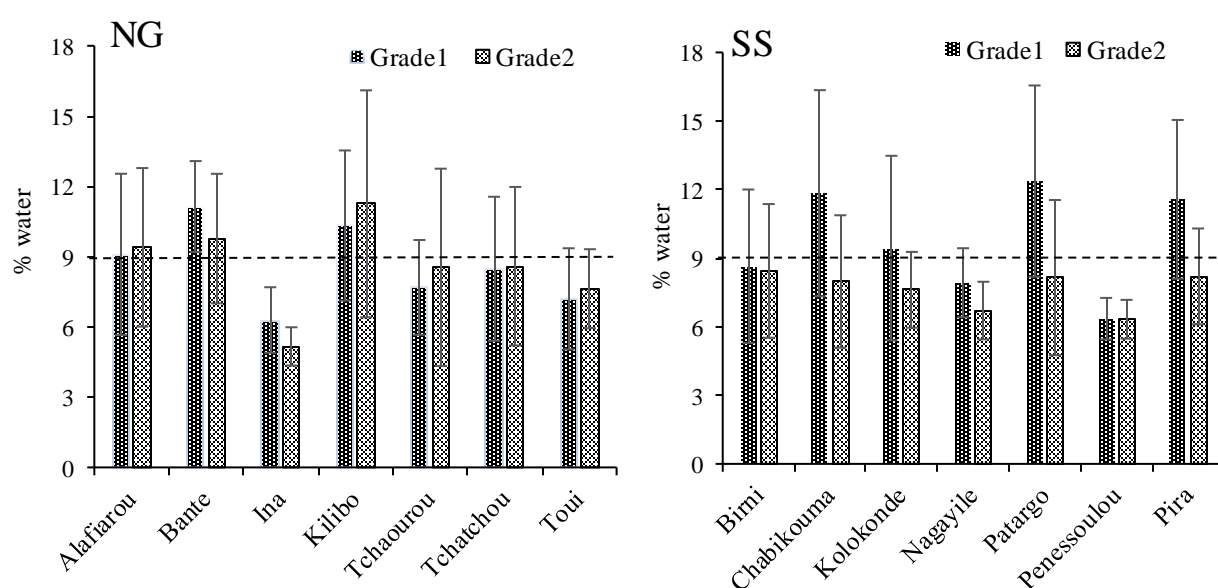 NG
Grade1 Grade2
18
15
12
9
6
3
0
% water
Alafiarou
Bante
Ina
Kilibo
Tchaourou
Tchatchou
Toui
SS
Grade1 Grade2
18
15
12
9
6
3
0
% water
Birni
Chabikouma
Kolokonde
Nagayile
Patargo
Penessoulou
Pira